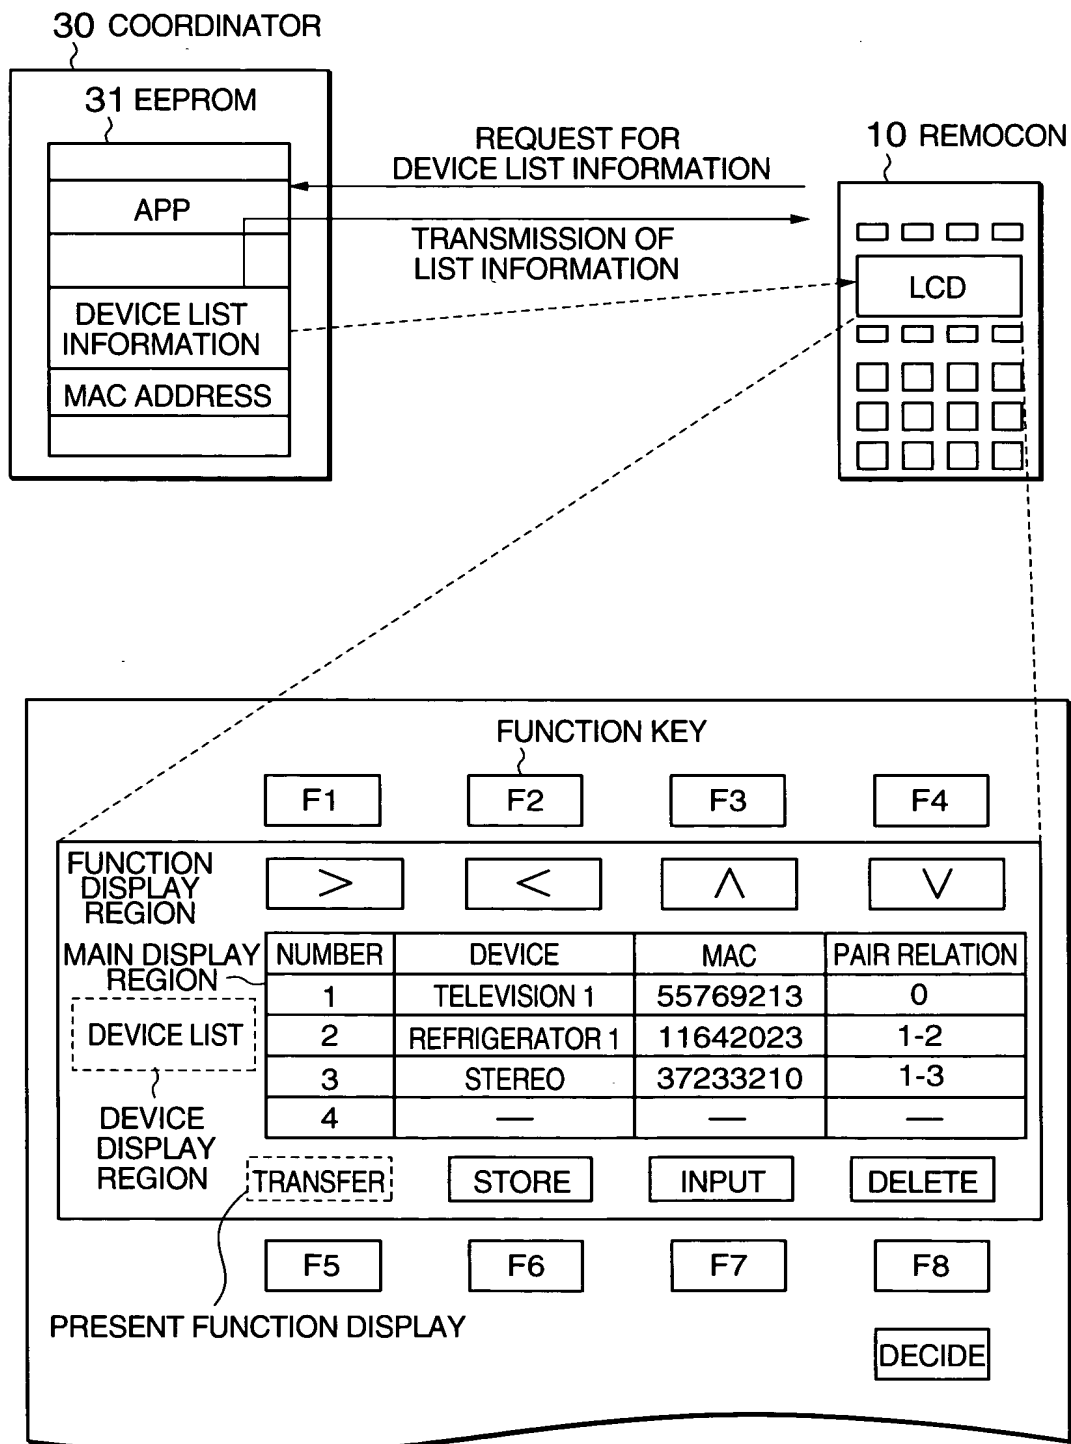 30 COORDINATOR
31 EEPROM
APP
DEVICE LIST
INFORMATION
MAC ADDRESS
REQUEST FOR
DEVICE LIST INFORMATION
TRANSMISSION OF
LIST INFORMATION
10 REMOCON
LCD
FUNCTION KEY
F1 F2 F3 F4
FUNCTION
DISPLAY
REGION
> < ∧ ∨
MAIN DISPLAY
REGION
NUMBER DEVICE MAC PAIR RELATION
1 TELEVISION 1 55769213 0
2 REFRIGERATOR 1 11642023 1-2
3 STEREO 37233210 1-3
4 — — —
DEVICE LIST
DEVICE
DISPLAY
REGION
TRANSFER STORE INPUT DELETE
F5 F6 F7 F8
PRESENT FUNCTION DISPLAY
DECIDE